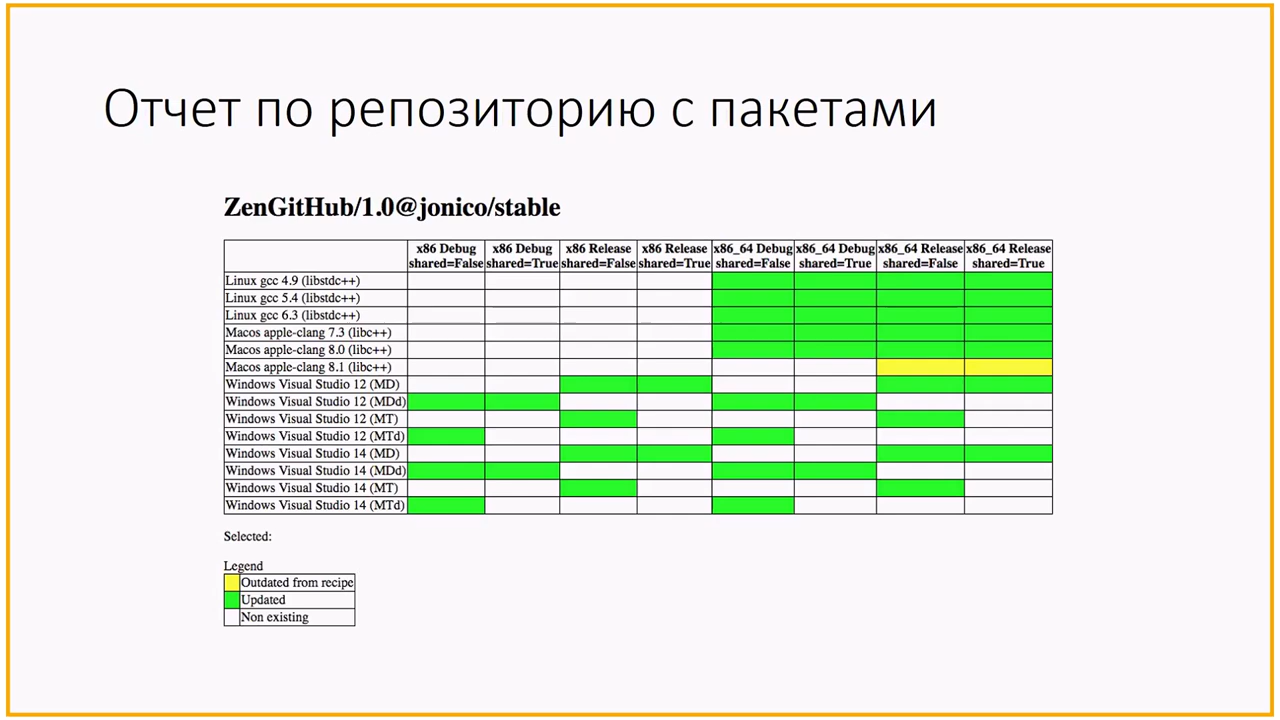 Отчет по репозиторию с пакетами
ZenGitHub/1.0@jonico/stable
x86 Debug shared=False x86 Debug shared=True x86 Release shared=False x86 Release shared=True x86_64 Debug shared=False x86_64 Debug shared=True x86_64 Release shared=False x86_64 Release shared=True
Linux gcc 4.9 (libstdc++)
Linux gcc 5.4 (libstdc++)
Linux gcc 6.3 (libstdc++)
Macos apple-clang 7.3 (libc++)
Macos apple-clang 8.0 (libc++)
Macos apple-clang 8.1 (libc++)
Windows Visual Studio 12 (MD)
Windows Visual Studio 12 (MDd)
Windows Visual Studio 12 (MT)
Windows Visual Studio 12 (MTd)
Windows Visual Studio 14 (MD)
Windows Visual Studio 14 (MDd)
Windows Visual Studio 14 (MT)
Windows Visual Studio 14 (MTd)
Selected:
Legend
Outdated from recipe
Updated
Non existing